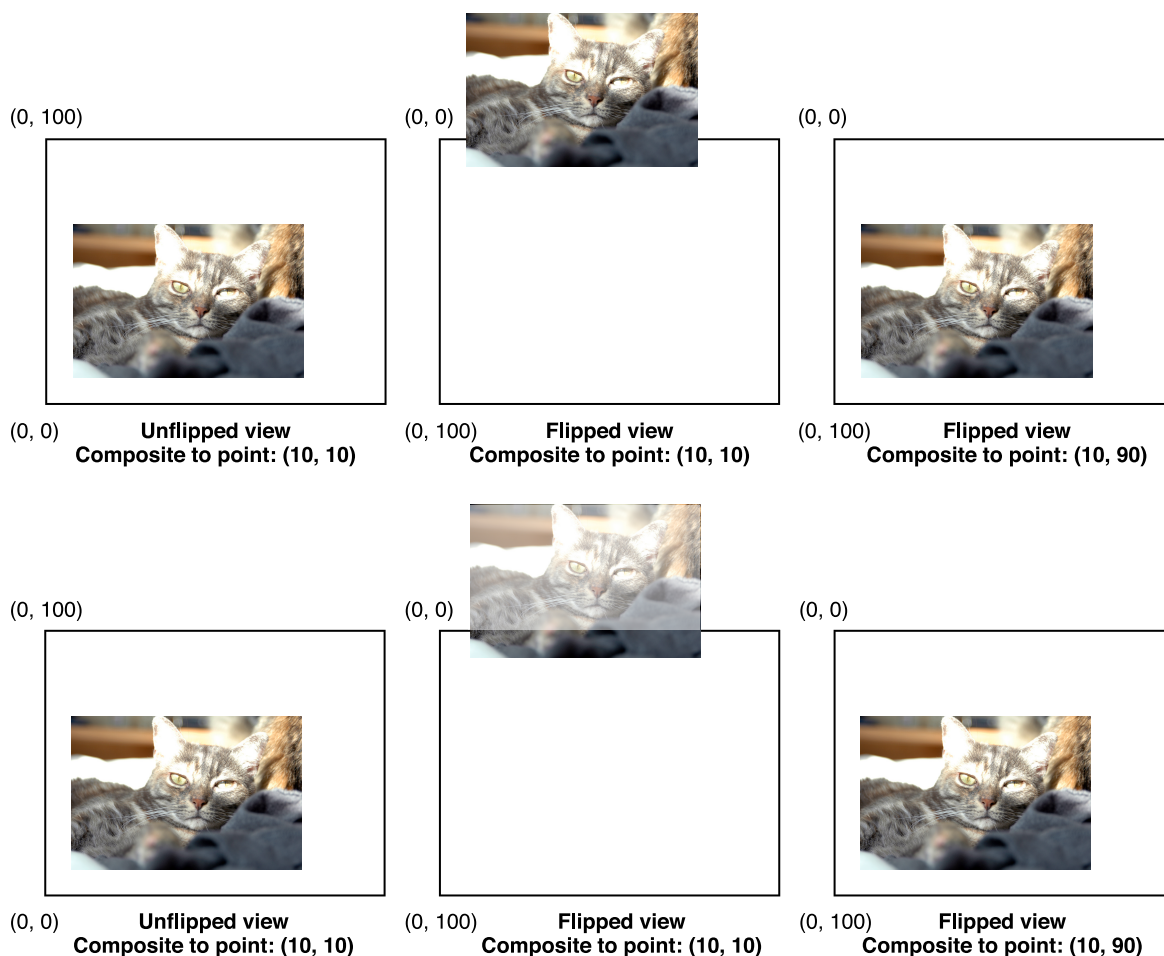 (0, 100)
(0, 0)
(0, 0)
(0, 0)
Unflipped view
Composite to point: (10, 10)
(0, 100)
Flipped view
Composite to point: (10, 10)
(0, 100)
Flipped view
Composite to point: (10, 90)
(0, 100)
(0, 0)
(0, 0)
(0, 0)
Unflipped view
Composite to point: (10, 10)
(0, 100)
Flipped view
Composite to point: (10, 10)
(0, 100)
Flipped view
Composite to point: (10, 90)